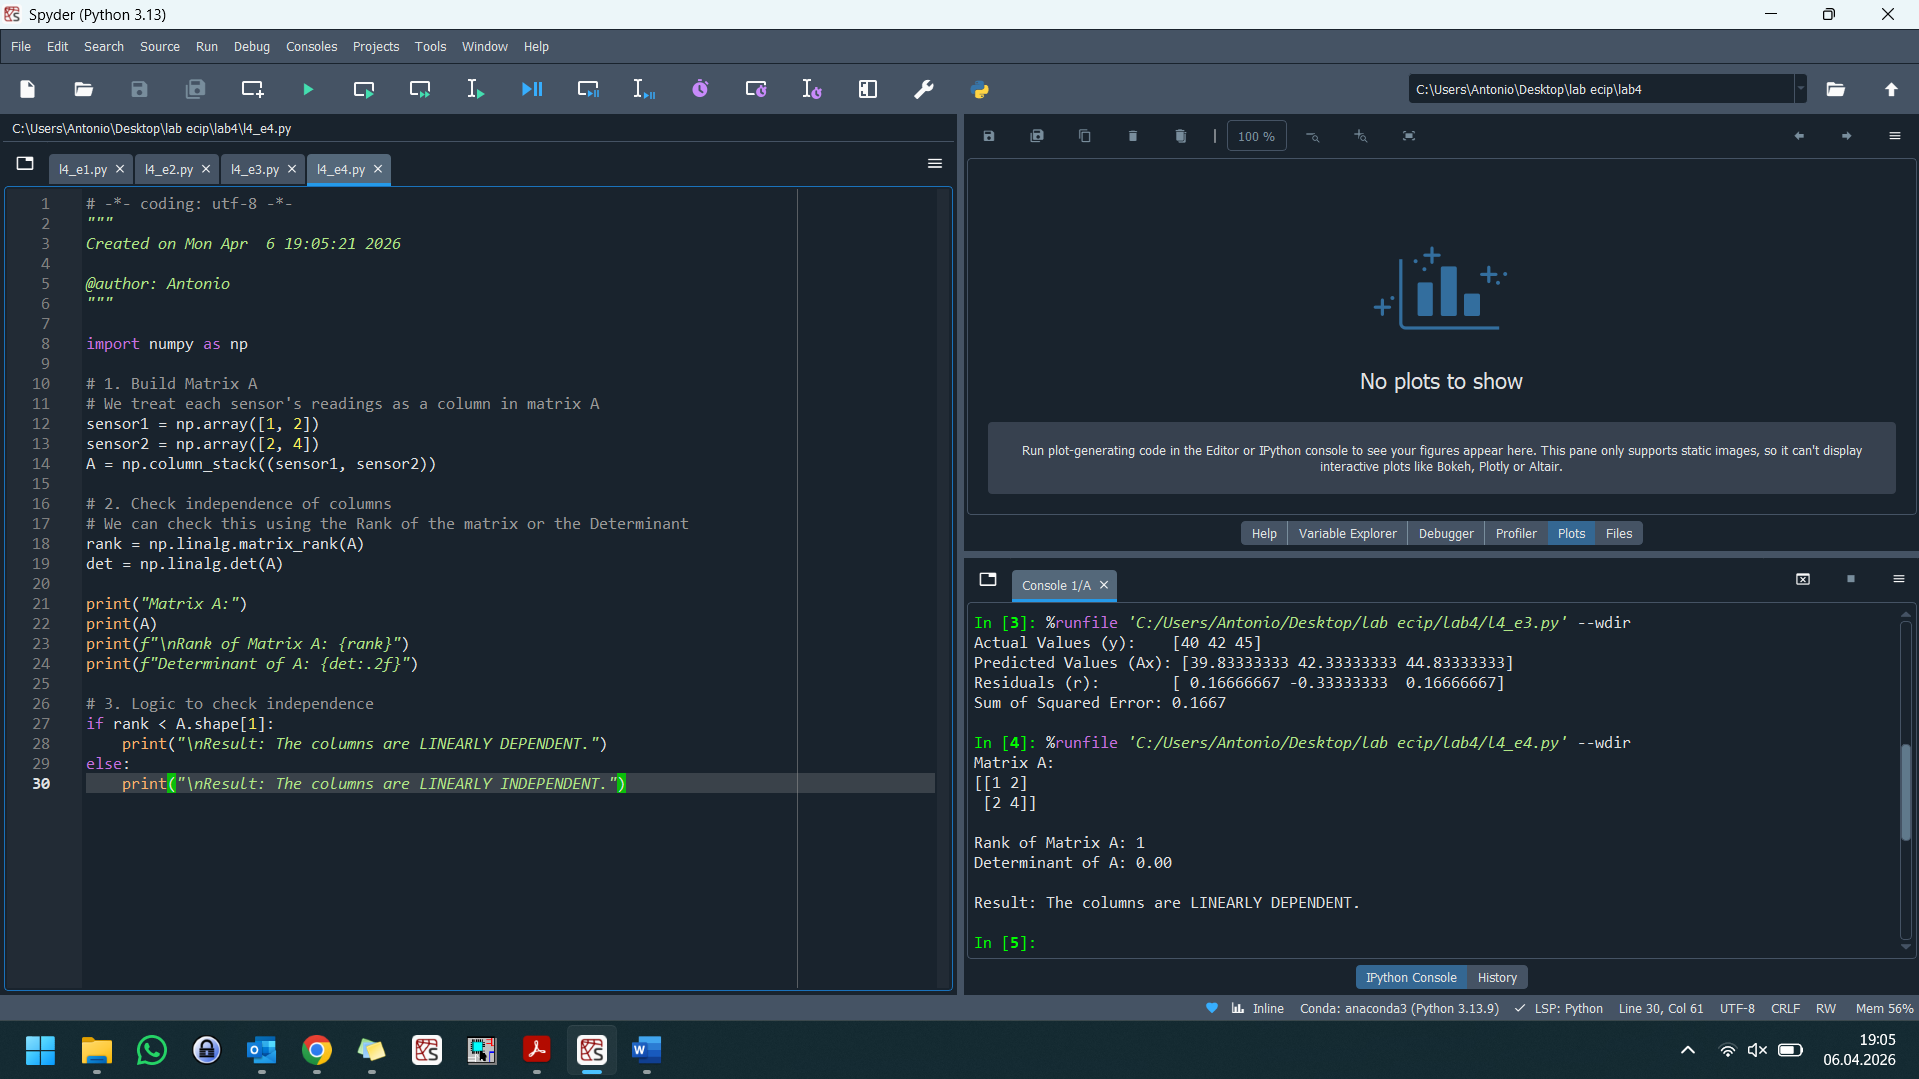 Spyder (Python 3.13)
File Edit Search Source Run Debug Consoles Projects Tools Window Help
C:\Users\Antonio\Desktop\lab ecip\lab4
C:\Users\Antonio\Desktop\lab ecip\lab4\l4_e4.py
l4_e1.py l4_e2.py l4_e3.py l4_e4.py
1 # -*- coding: utf-8 -*-
2 """
3 Created on Mon Apr  6 19:05:21 2026
4
5 @author: Antonio
6 """
7
8 import numpy as np
9
10 # 1. Build Matrix A
11 # We treat each sensor's readings as a column in matrix A
12 sensor1 = np.array([1, 2])
13 sensor2 = np.array([2, 4])
14 A = np.column_stack((sensor1, sensor2))
15
16 # 2. Check independence of columns
17 # We can check this using the Rank of the matrix or the Determinant
18 rank = np.linalg.matrix_rank(A)
19 det = np.linalg.det(A)
20
21 print("Matrix A:")
22 print(A)
23 print(f"\nRank of Matrix A: {rank}")
24 print(f"Determinant of A: {det:.2f}")
25
26 # 3. Logic to check independence
27 if rank < A.shape[1]:
28     print("\nResult: The columns are LINEARLY DEPENDENT.")
29 else:
30     print("\nResult: The columns are LINEARLY INDEPENDENT.")
100 %
No plots to show
Run plot-generating code in the Editor or IPython console to see your figures appear here. This pane only supports static images, so it can't display
interactive plots like Bokeh, Plotly or Altair.
Help Variable Explorer Debugger Profiler Plots Files
Console 1/A
In [3]: %runfile 'C:/Users/Antonio/Desktop/lab ecip/lab4/l4_e3.py' --wdir
Actual Values (y):    [40 42 45]
Predicted Values (Ax): [39.83333333 42.33333333 44.83333333]
Residuals (r):        [ 0.16666667 -0.33333333  0.16666667]
Sum of Squared Error: 0.1667
In [4]: %runfile 'C:/Users/Antonio/Desktop/lab ecip/lab4/l4_e4.py' --wdir
Matrix A:
[[1 2]
 [2 4]]
Rank of Matrix A: 1
Determinant of A: 0.00
Result: The columns are LINEARLY DEPENDENT.
In [5]:
IPython Console History
Inline Conda: anaconda3 (Python 3.13.9) LSP: Python Line 30, Col 61 UTF-8 CRLF RW Mem 56%
19:05
06.04.2026